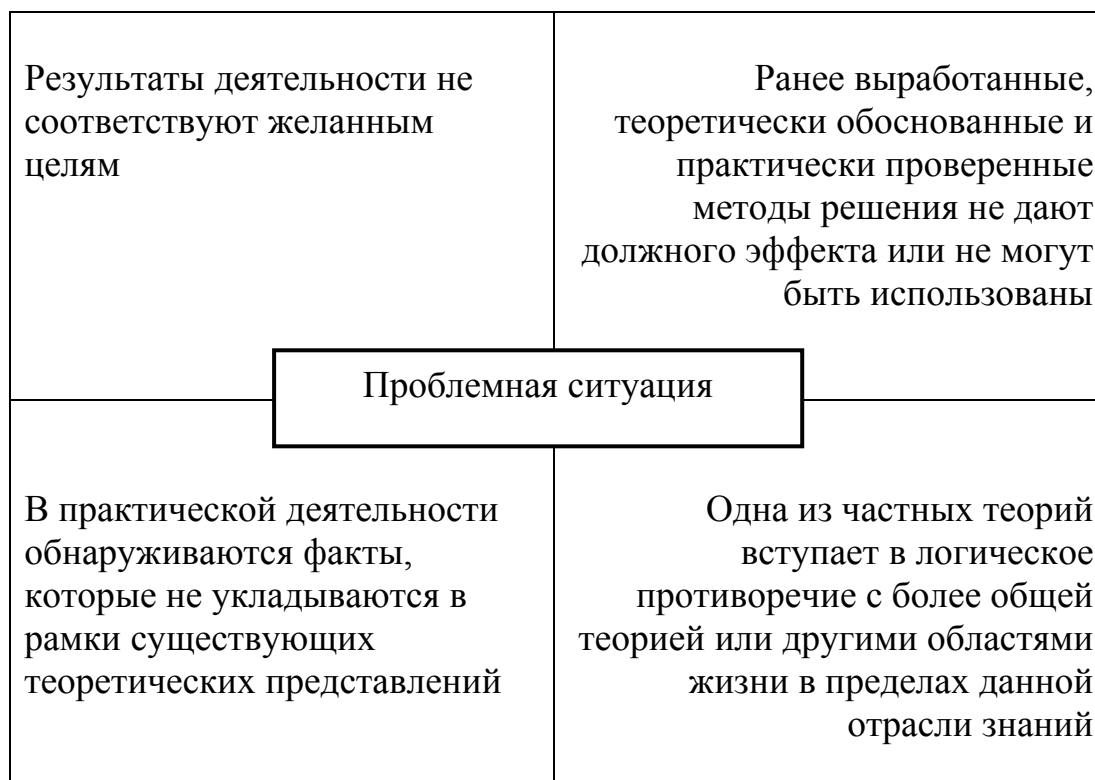 Результаты деятельности не
соответствуют желанным
целям
Ранее выработанные,
теоретически обоснованные и
практически проверенные
методы решения не дают
должного эффекта или не могут
быть использованы
Проблемная ситуация
В практической деятельности
обнаруживаются факты,
которые не укладываются в
рамки существующих
теоретических представлений
Одна из частных теорий
вступает в логическое
противоречие с более общей
теорией или другими областями
жизни в пределах данной
отрасли знаний